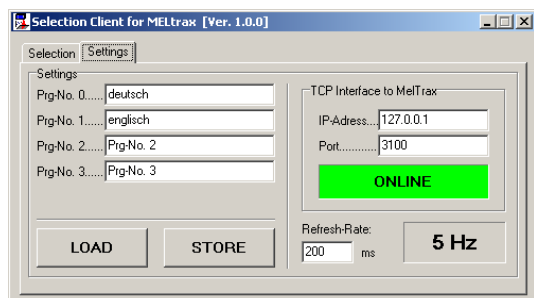 Selection Client for MELtrax [Ver. 1.0.0]
Selection Settings
Settings
Prg-No. 0..... deutsch
Prg-No. 1..... englisch
Prg-No. 2..... Prg-No. 2
Prg-No. 3..... Prg-No. 3
LOAD STORE
TCP Interface to MelTrax
IP-Adress.... 127.0.0.1
Port........... 3100
ONLINE
Refresh-Rate:
200 ms
5 Hz